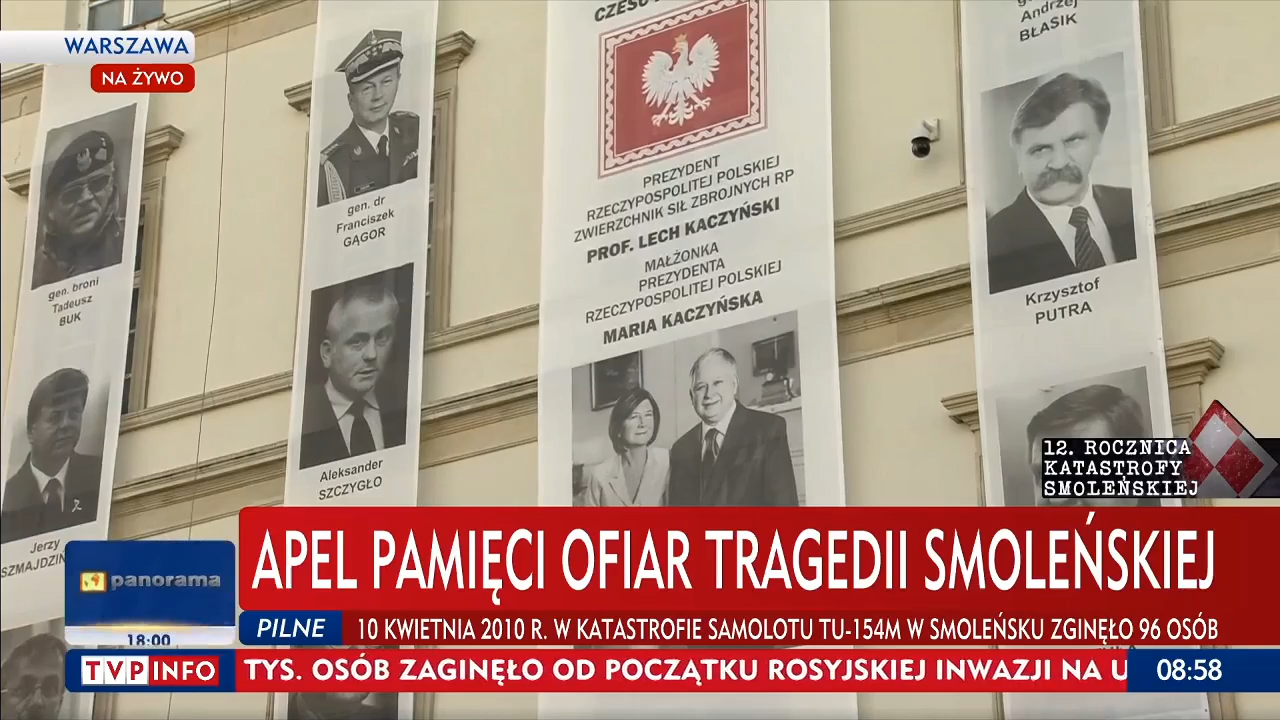 WARSZAWA
NA ŻYWO
gen. broni
Tadeusz
BUK
Jerzy
gen. dr
Franciszek
GĄGOR
Aleksander
SZCZYGŁO
PREZYDENT
RZECZYPOSPOLITEJ POLSKIEJ
ZWIERZCHNIK SIŁ ZBROJNYCH RP
PROF. LECH KACZYŃSKI
MAŁŻONKA
PREZYDENTA
RZECZYPOSPOLITEJ POLSKIEJ
MARIA KACZYŃSKA
Andrzej
BŁASIK
Krzysztof
PUTRA
12. ROCZNICA
KATASTROFY
SMOLEŃSKIEJ
panorama
18:00
APEL PAMIĘCI OFIAR TRAGEDII SMOLEŃSKIEJ
PILNE 10 KWIETNIA 2010 R. W KATASTROFIE SAMOLOTU TU-154M W SMOLEŃSKU ZGINĘŁO 96 OSÓB
TVP INFO TYS. OSÓB ZAGINĘŁO OD POCZĄTKU ROSYJSKIEJ INWAZJI NA U 08:58